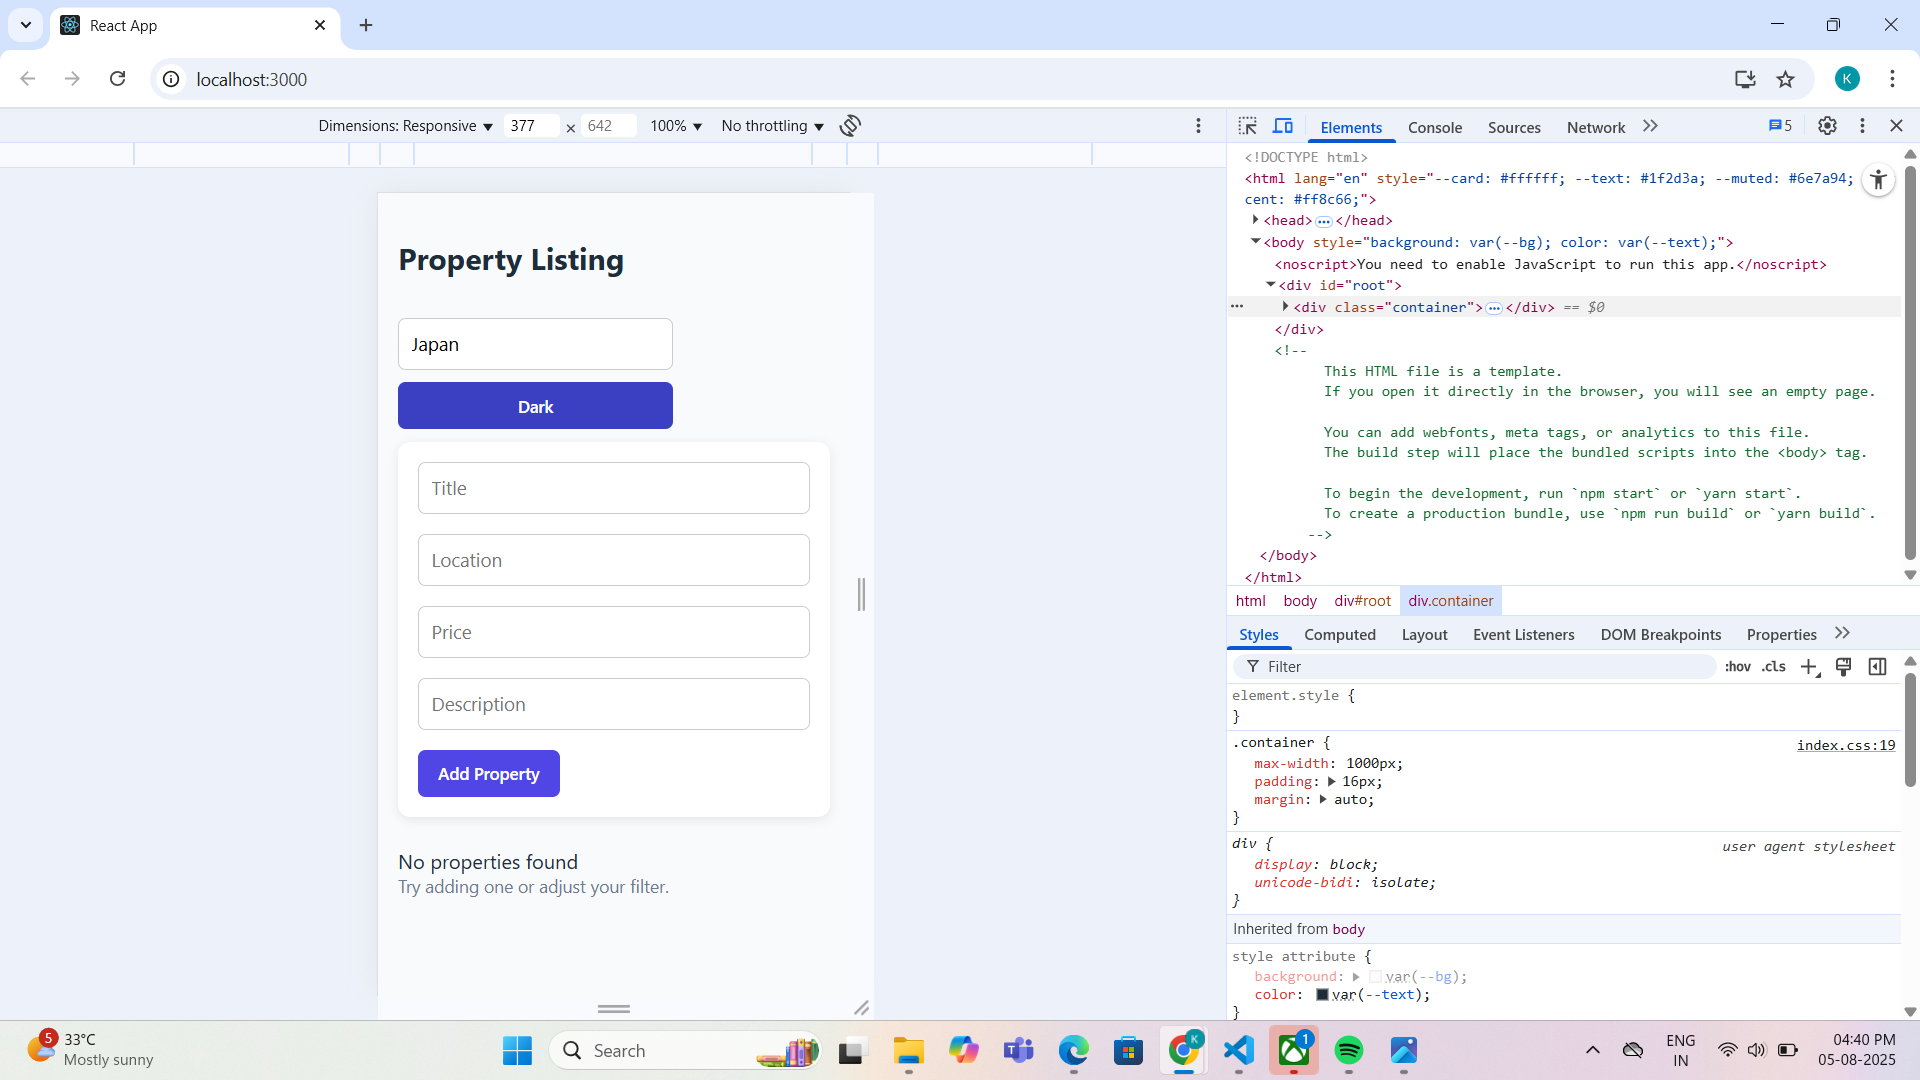 React App
localhost:3000
K
Dimensions: Responsive 377 × 642 100% No throttling
Property Listing
Japan
Dark
Title
Location
Price
Description
Add Property
No properties found
Try adding one or adjust your filter.
Elements Console Sources Network 5
<!DOCTYPE html>
<html lang="en" style="--card: #ffffff; --text: #1f2d3a; --muted: #6e7a94;
cent: #ff8c66;">
<head>…</head>
<body style="background: var(--bg); color: var(--text);">
<noscript>You need to enable JavaScript to run this app.</noscript>
<div id="root">
<div class="container">…</div> == $0
</div>
<!--
This HTML file is a template.
If you open it directly in the browser, you will see an empty page.
You can add webfonts, meta tags, or analytics to this file.
The build step will place the bundled scripts into the <body> tag.
To begin the development, run `npm start` or `yarn start`.
To create a production bundle, use `npm run build` or `yarn build`.
-->
</body>
</html>
html body div#root div.container
Styles Computed Layout Event Listeners DOM Breakpoints Properties
Filter :hov .cls
element.style {
}
.container { index.css:19
max-width: 1000px;
padding: 16px;
margin: auto;
}
div { user agent stylesheet
display: block;
unicode-bidi: isolate;
}
Inherited from body
style attribute {
background: var(--bg);
color: var(--text);
}
5 33°C
Mostly sunny
Search
K
1
ENG
IN
04:40 PM
05-08-2025